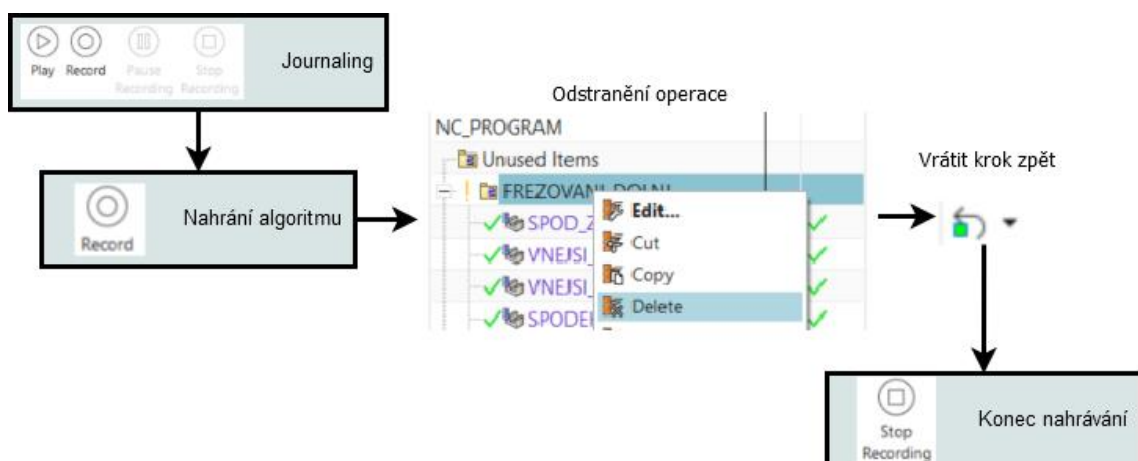 Play Record Pause Recording Stop Recording
Journaling
Record
Nahrání algoritmu
Odstranění operace
NC_PROGRAM
Unused Items
FREZOVANI_DOLNI
SPOD_Z
VNEJSI_
VNEJSI_
SPODEK
Edit...
Cut
Copy
Delete
Vrátit krok zpět
Stop
Recording
Konec nahrávání